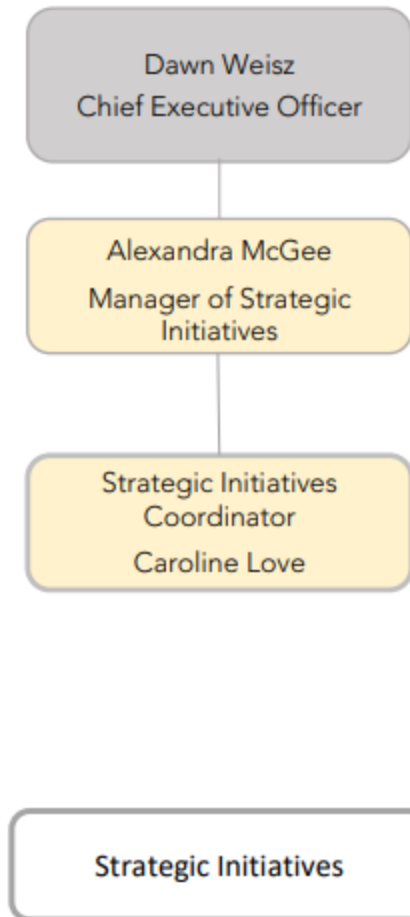 Dawn Weisz
Chief Executive Officer
Alexandra McGee
Manager of Strategic
Initiatives
Strategic Initiatives
Coordinator
Caroline Love
Strategic Initiatives